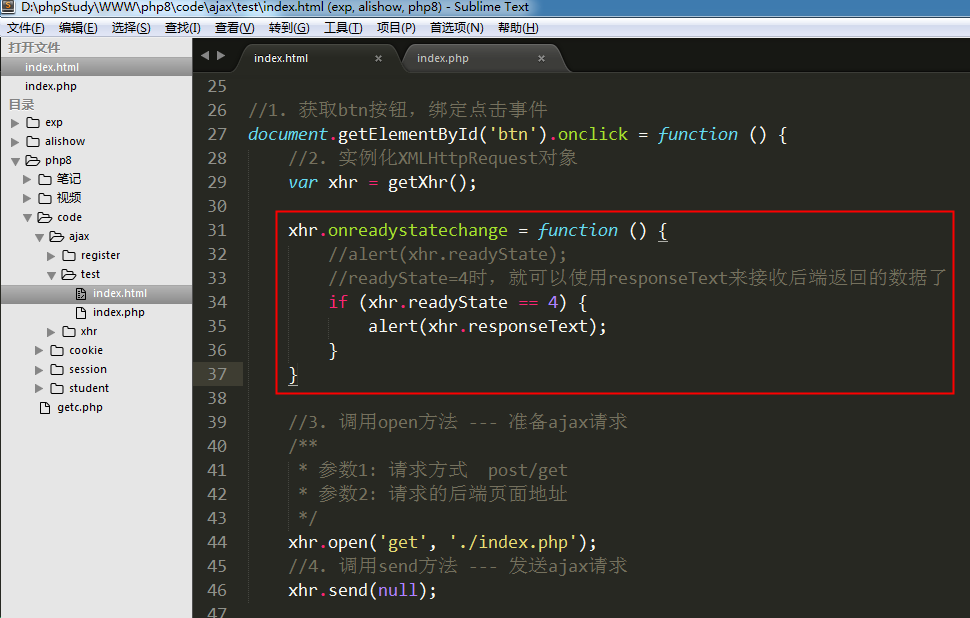 D:\phpStudy\WWW\php8\code\ajax\test\index.html (exp, alishow, php8) - Sublime Text
文件(F) 编辑(E) 选择(S) 查找(I) 查看(V) 转到(G) 工具(T) 项目(P) 首选项(N) 帮助(H)
打开文件
index.html
index.php
目录
exp
alishow
php8
笔记
视频
code
ajax
register
test
index.html
index.php
xhr
cookie
session
student
getc.php
index.html × index.php ×
25
26 //1. 获取btn按钮，绑定点击事件
27 document.getElementById('btn').onclick = function () {
28 //2. 实例化XMLHttpRequest对象
29 var xhr = getXhr();
30
31 xhr.onreadystatechange = function () {
32 //alert(xhr.readyState);
33 //readyState=4时，就可以使用responseText来接收后端返回的数据了
34 if (xhr.readyState == 4) {
35 alert(xhr.responseText);
36 }
37 }
38
39 //3. 调用open方法 --- 准备ajax请求
40 /**
41 * 参数1: 请求方式  post/get
42 * 参数2: 请求的后端页面地址
43 */
44 xhr.open('get', './index.php');
45 //4. 调用send方法 --- 发送ajax请求
46 xhr.send(null);
47